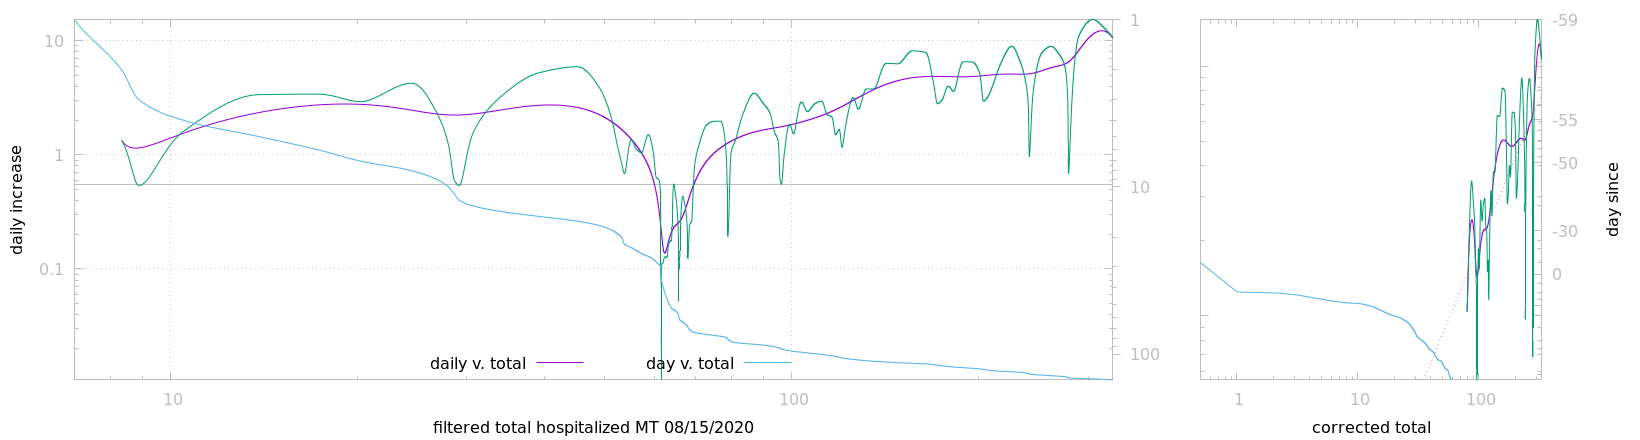 10
1
0.1
daily increase
10
100
1
10
100
daily v. total
day v. total
filtered total hospitalized MT 08/15/2020
-59
-55
-50
-30
0
day since
1
10
100
corrected total